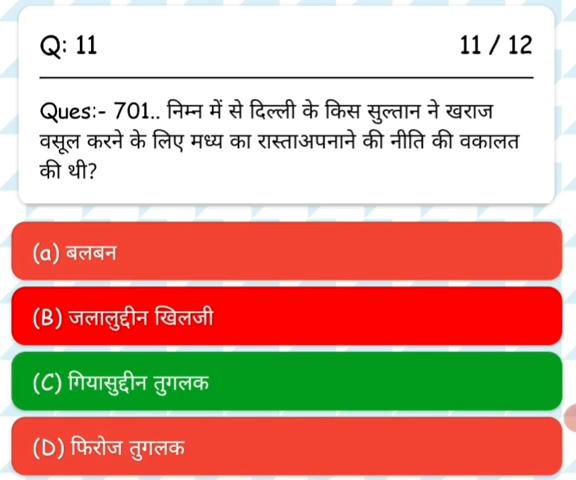 Q: 11
11 / 12
Ques:- 701.. निम्न में से दिल्ली के किस सुल्तान ने खराज
वसूल करने के लिए मध्य का रास्ताअपनाने की नीति की वकालत
की थी?
(a) बलबन
(B) जलालुद्दीन खिलजी
(C) गियासुद्दीन तुगलक
(D) फिरोज तुगलक